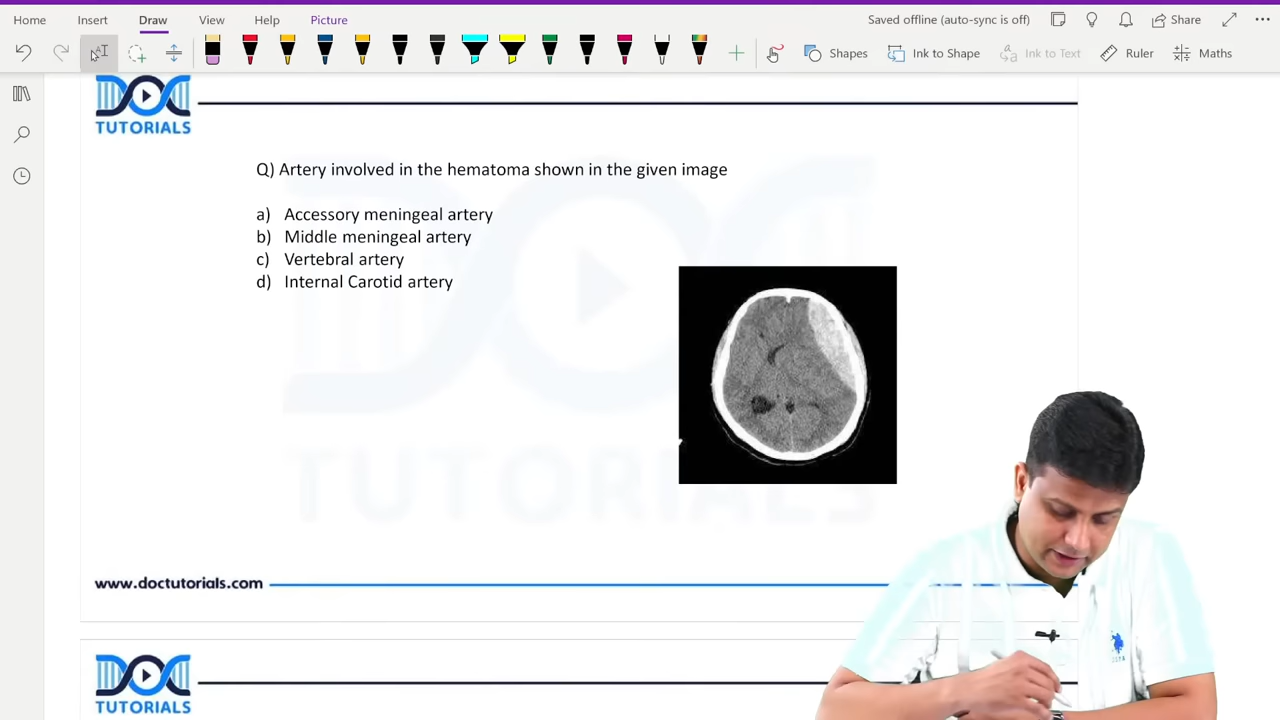 Home Insert Draw View Help Picture Saved offline (auto-sync is off) Share
Shapes Ink to Shape Ink to Text Ruler Maths
TUTORIALS
Q) Artery involved in the hematoma shown in the given image
a) Accessory meningeal artery
b) Middle meningeal artery
c) Vertebral artery
d) Internal Carotid artery
TUTORIALS
www.doctutorials.com
TUTORIALS